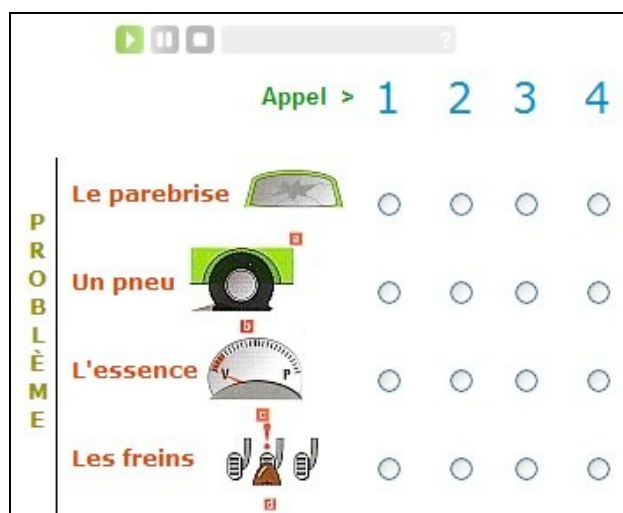 ?
Appel > 1 2 3 4
PROBLÈME
Le parebrise
a
Un pneu
b
L'essence V P
c
Les freins
!
d